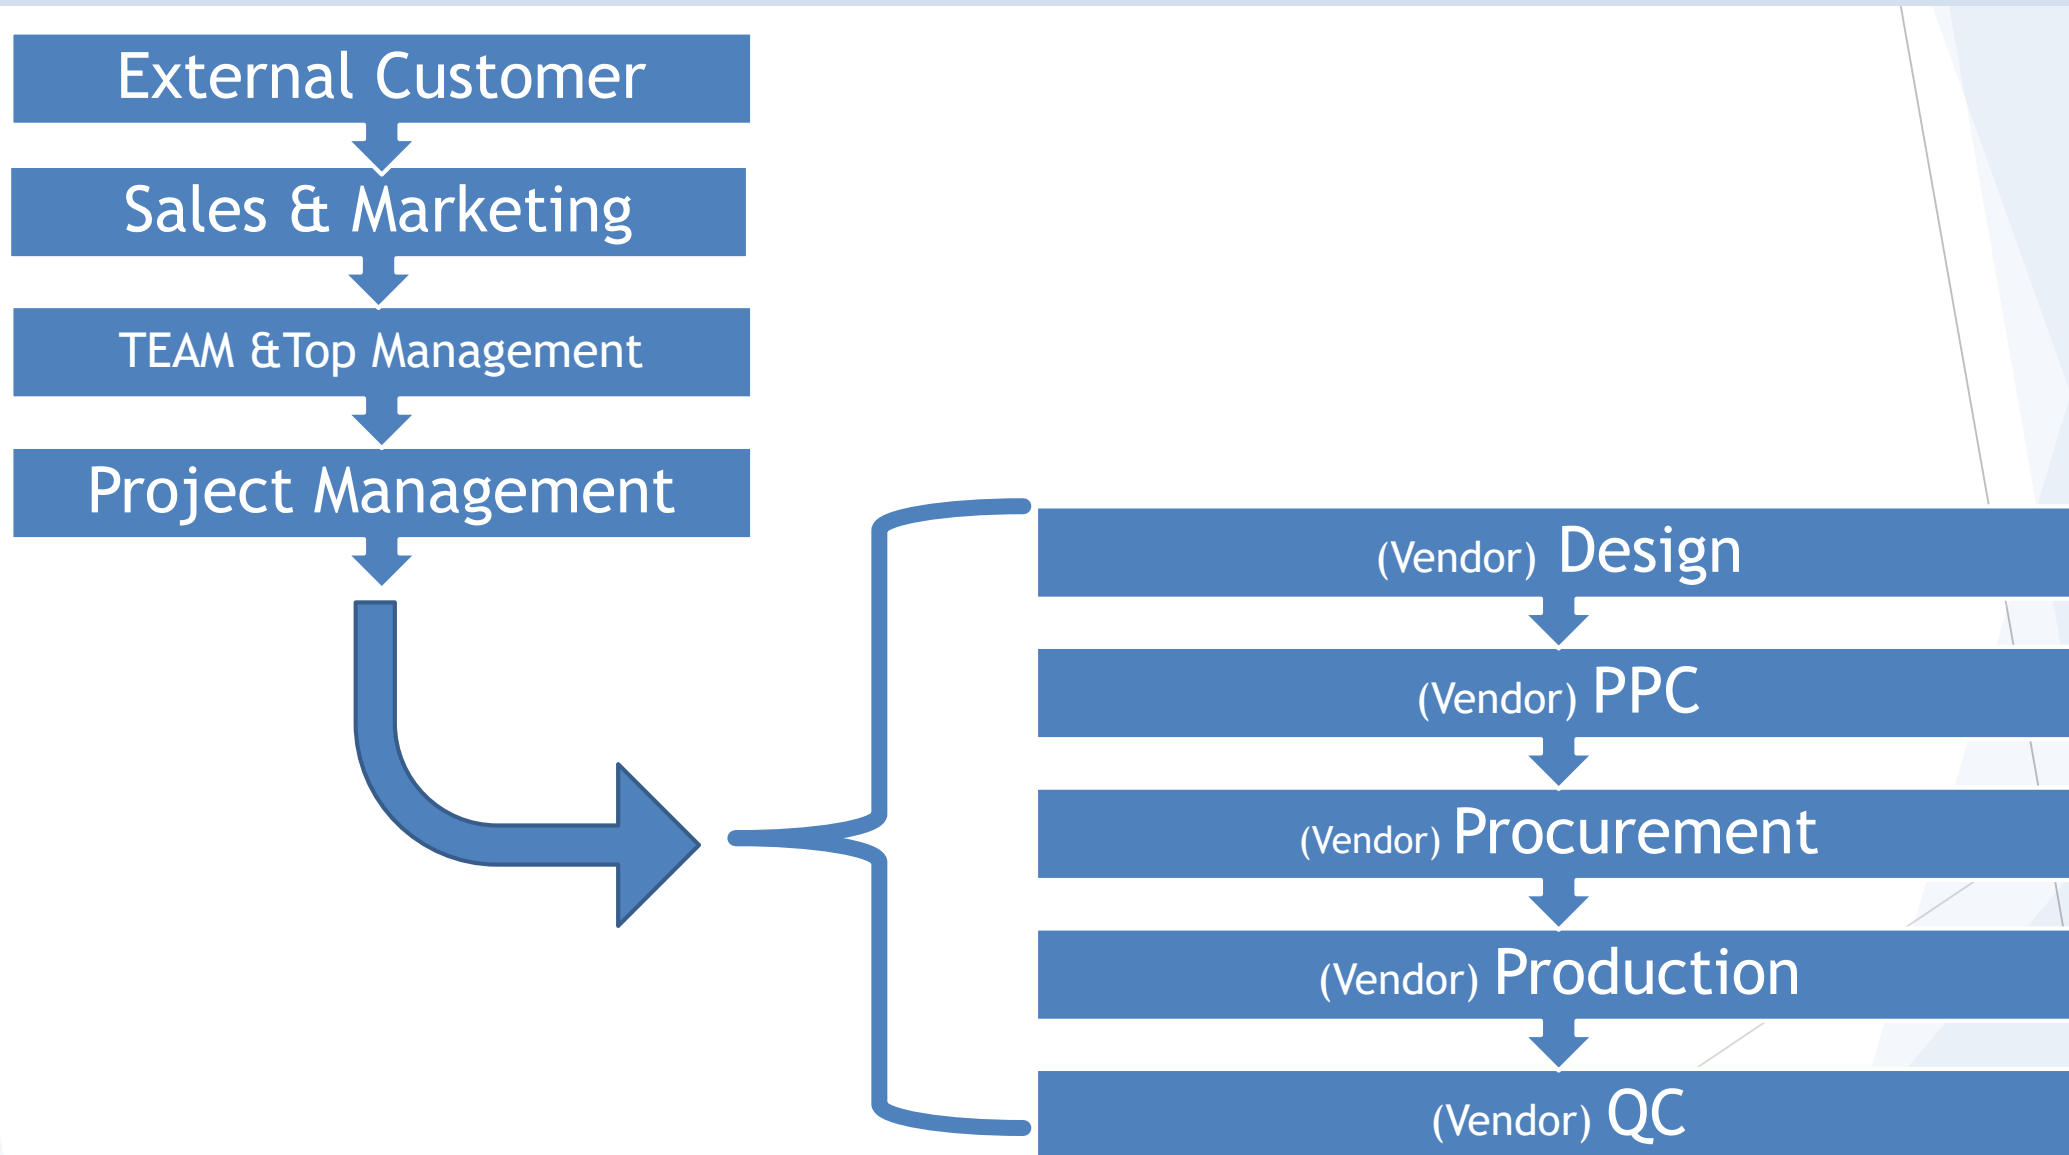 External Customer
Sales & Marketing
TEAM &Top Management
Project Management
(Vendor) Design
(Vendor) PPC
(Vendor) Procurement
(Vendor) Production
(Vendor) QC